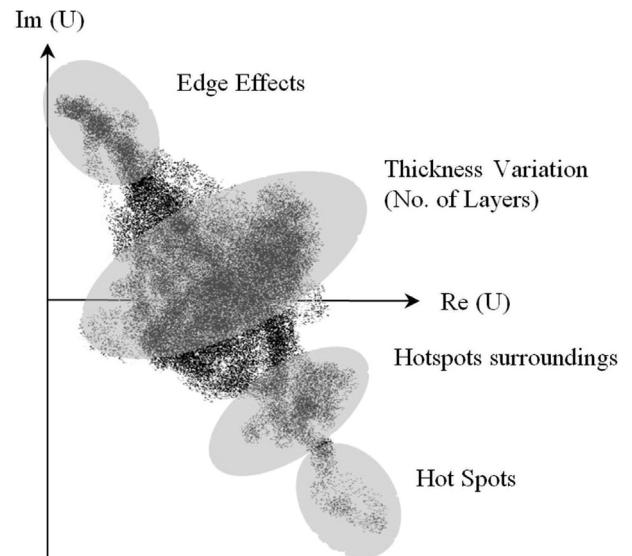 Im (U)
Edge Effects
Thickness Variation
(No. of Layers)
Re (U)
Hotspots surroundings
Hot Spots